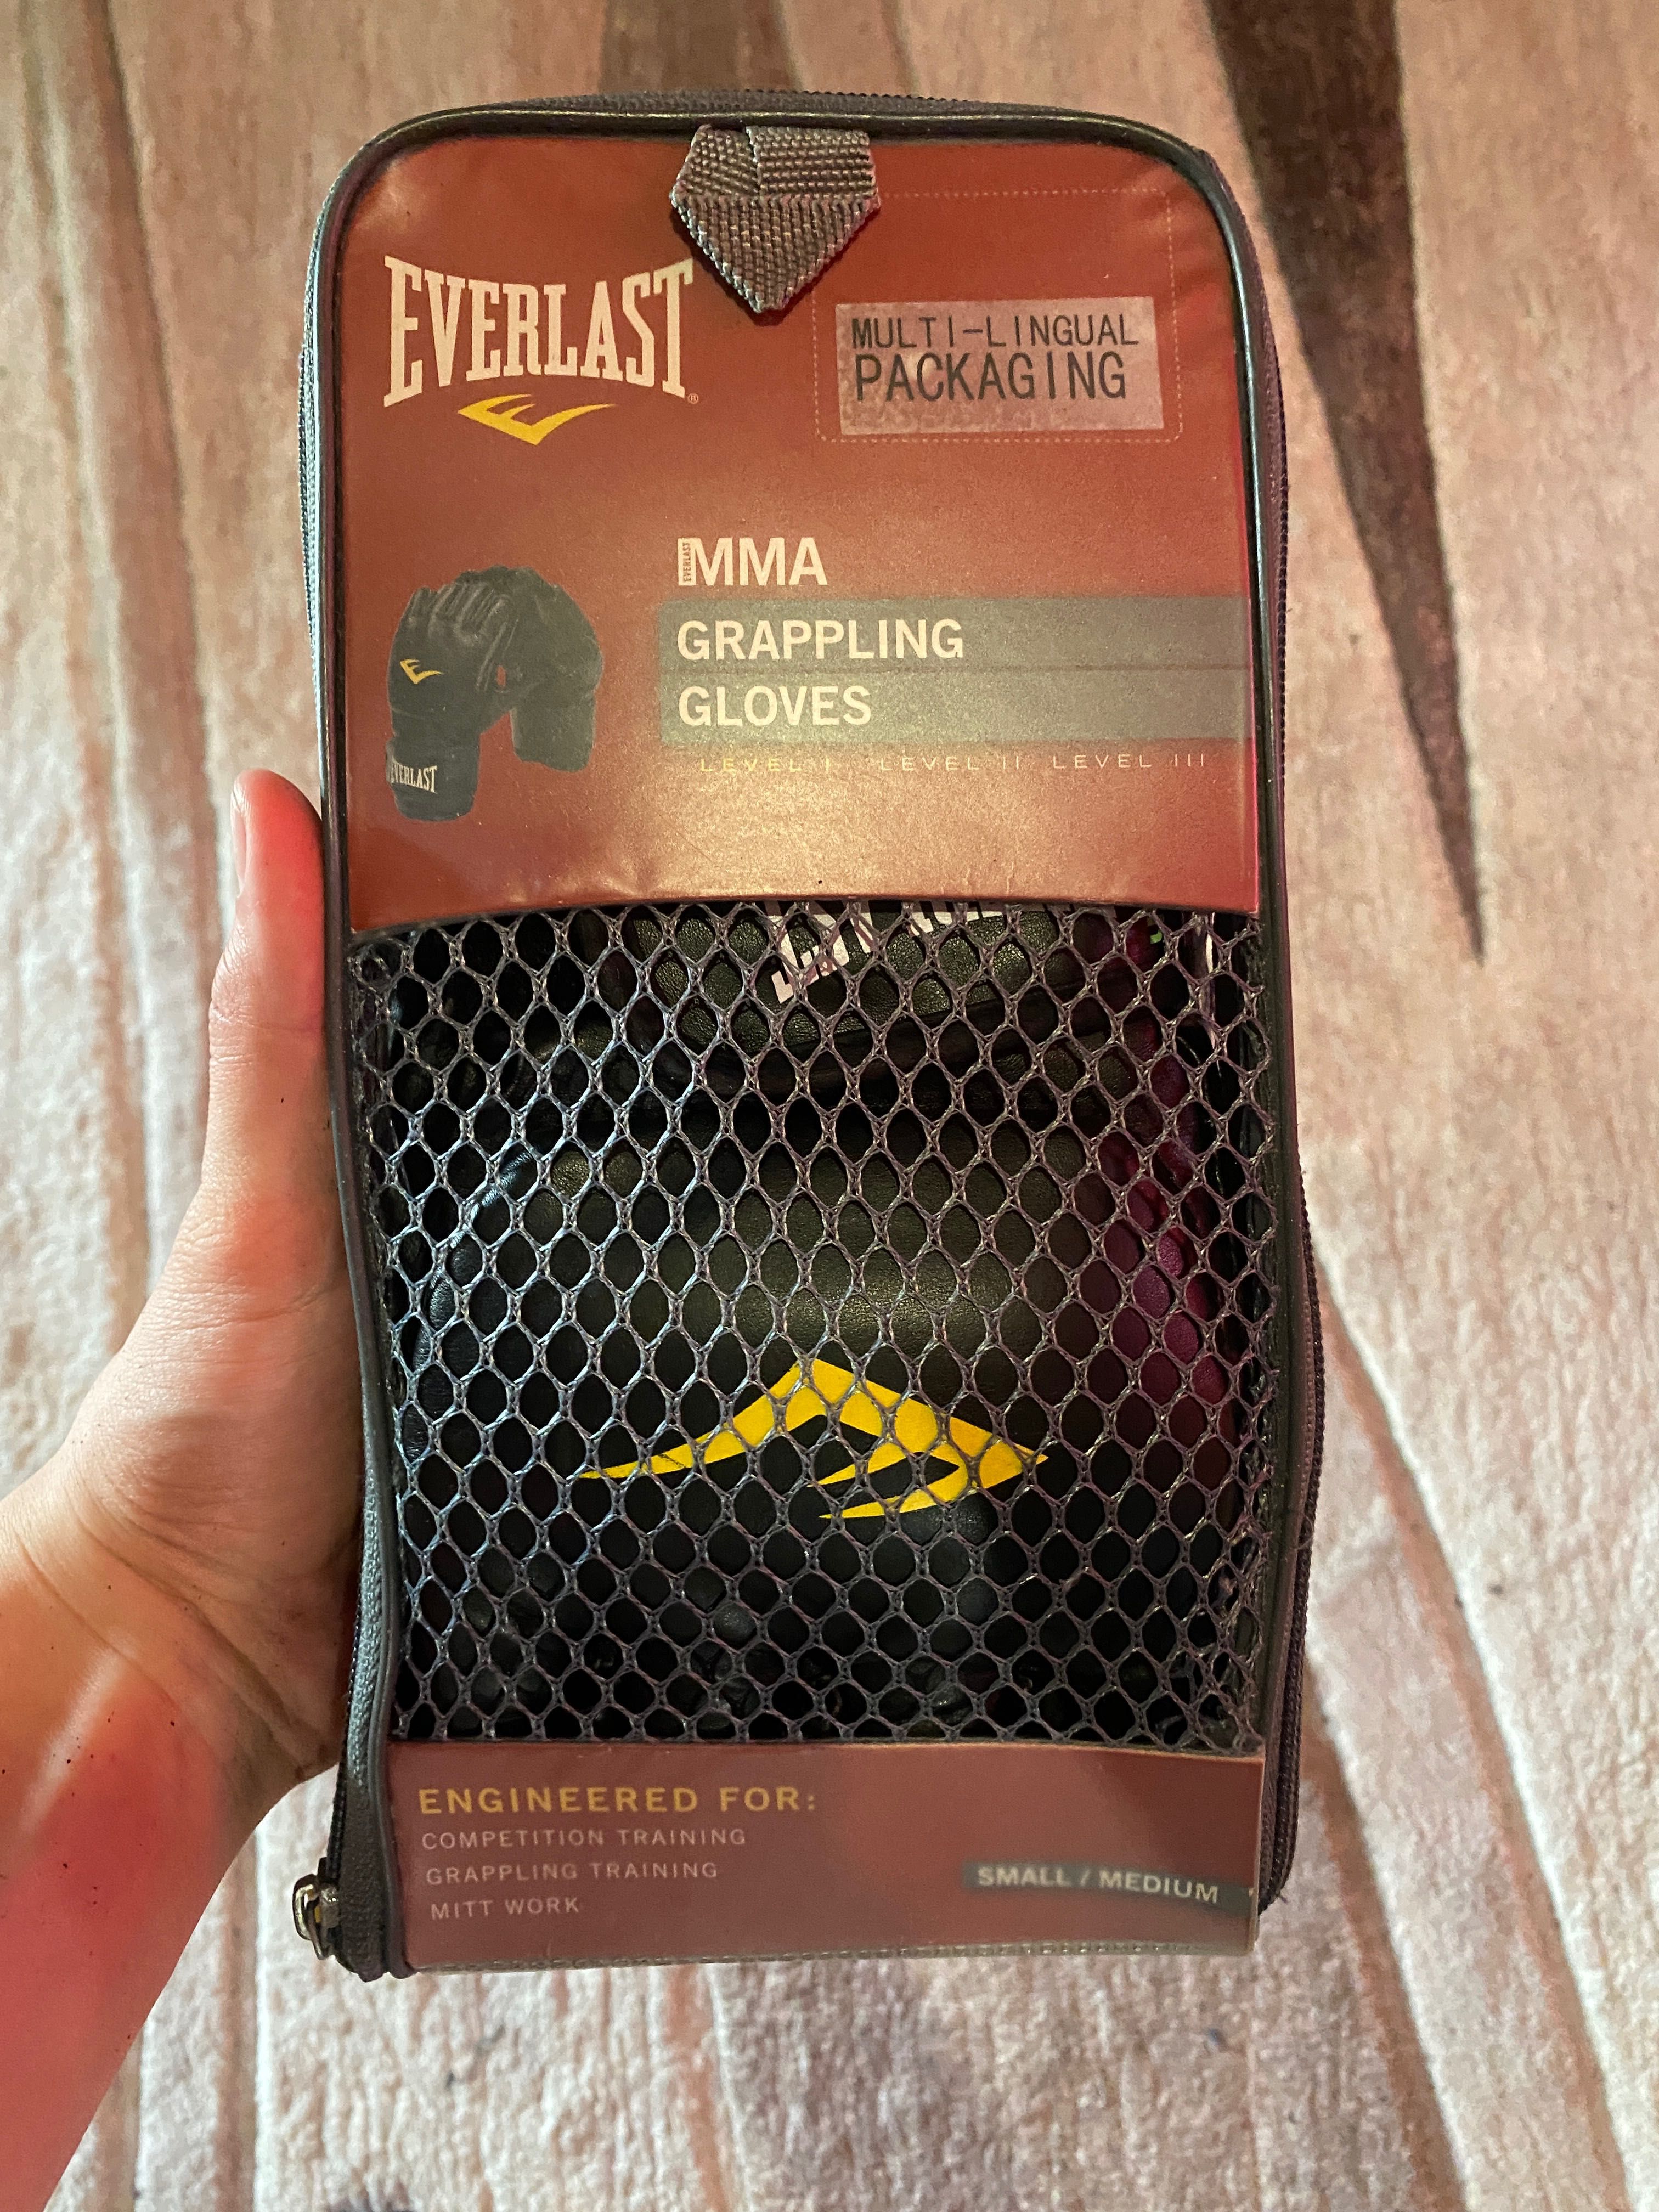 EVERLAST®
MULTI-LINGUAL
PACKAGING
EVERLAST
MMA
GRAPPLING
GLOVES
LEVEL I LEVEL II LEVEL III
EVERLAST
ENGINEERED FOR:
COMPETITION TRAINING
GRAPPLING TRAINING
MITT WORK
SMALL / MEDIUM